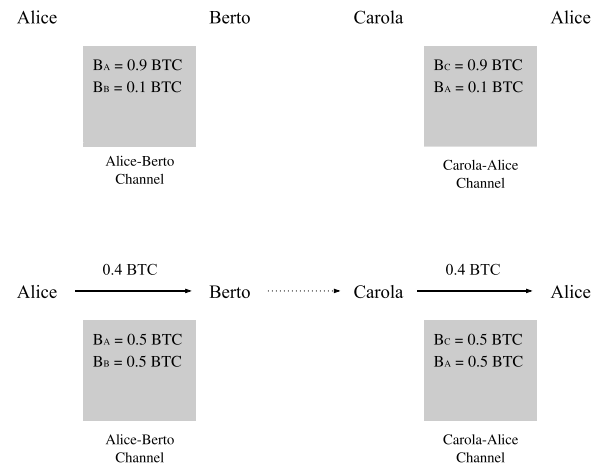 Alice Berto Carola Alice
BA = 0.9 BTC
BB = 0.1 BTC
Alice-Berto
Channel
BC = 0.9 BTC
BA = 0.1 BTC
Carola-Alice
Channel
0.4 BTC 0.4 BTC
Alice Berto Carola Alice
BA = 0.5 BTC
BB = 0.5 BTC
Alice-Berto
Channel
BC = 0.5 BTC
BA = 0.5 BTC
Carola-Alice
Channel